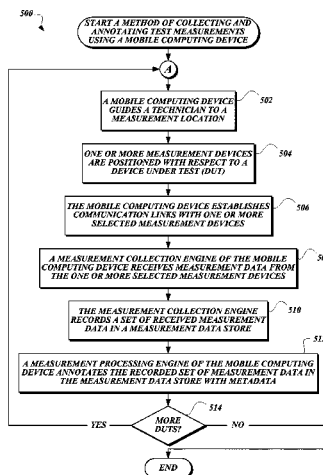 500
START A METHOD OF COLLECTING AND
ANNOTATING TEST MEASUREMENTS
USING A MOBILE COMPUTING DEVICE
A
502
A MOBILE COMPUTING DEVICE
GUIDES A TECHNICIAN TO A
MEASUREMENT LOCATION
504
ONE OR MORE MEASUREMENT DEVICES
ARE POSITIONED WITH RESPECT TO A
DEVICE UNDER TEST (DUT)
506
THE MOBILE COMPUTING DEVICE ESTABLISHES
COMMUNICATION LINKS WITH ONE OR MORE
SELECTED MEASUREMENT DEVICES
A MEASUREMENT COLLECTION ENGINE OF THE MOBILE
COMPUTING DEVICE RECEIVES MEASUREMENT DATA FROM
THE ONE OR MORE SELECTED MEASUREMENT DEVICES
510
THE MEASUREMENT COLLECTION ENGINE
RECORDS A SET OF RECEIVED MEASUREMENT
DATA IN A MEASUREMENT DATA STORE
A MEASUREMENT PROCESSING ENGINE OF THE MOBILE COMPUTING
DEVICE ANNOTATES THE RECORDED SET OF MEASUREMENT DATA IN
THE MEASUREMENT DATA STORE WITH METADATA
514
YES
MORE
DUTS?
NO
END